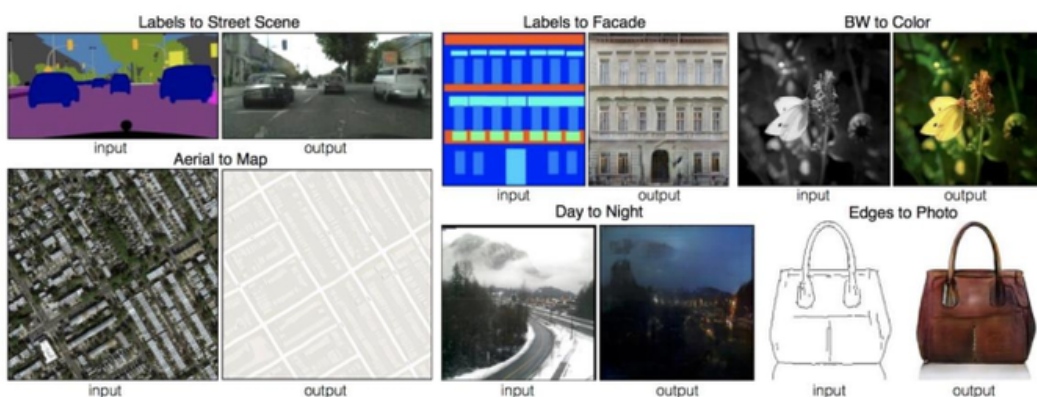 Labels to Street Scene
input
output
Aerial to Map
input
output
Labels to Facade
input
output
BW to Color
input
output
Day to Night
input
output
Edges to Photo
input
output